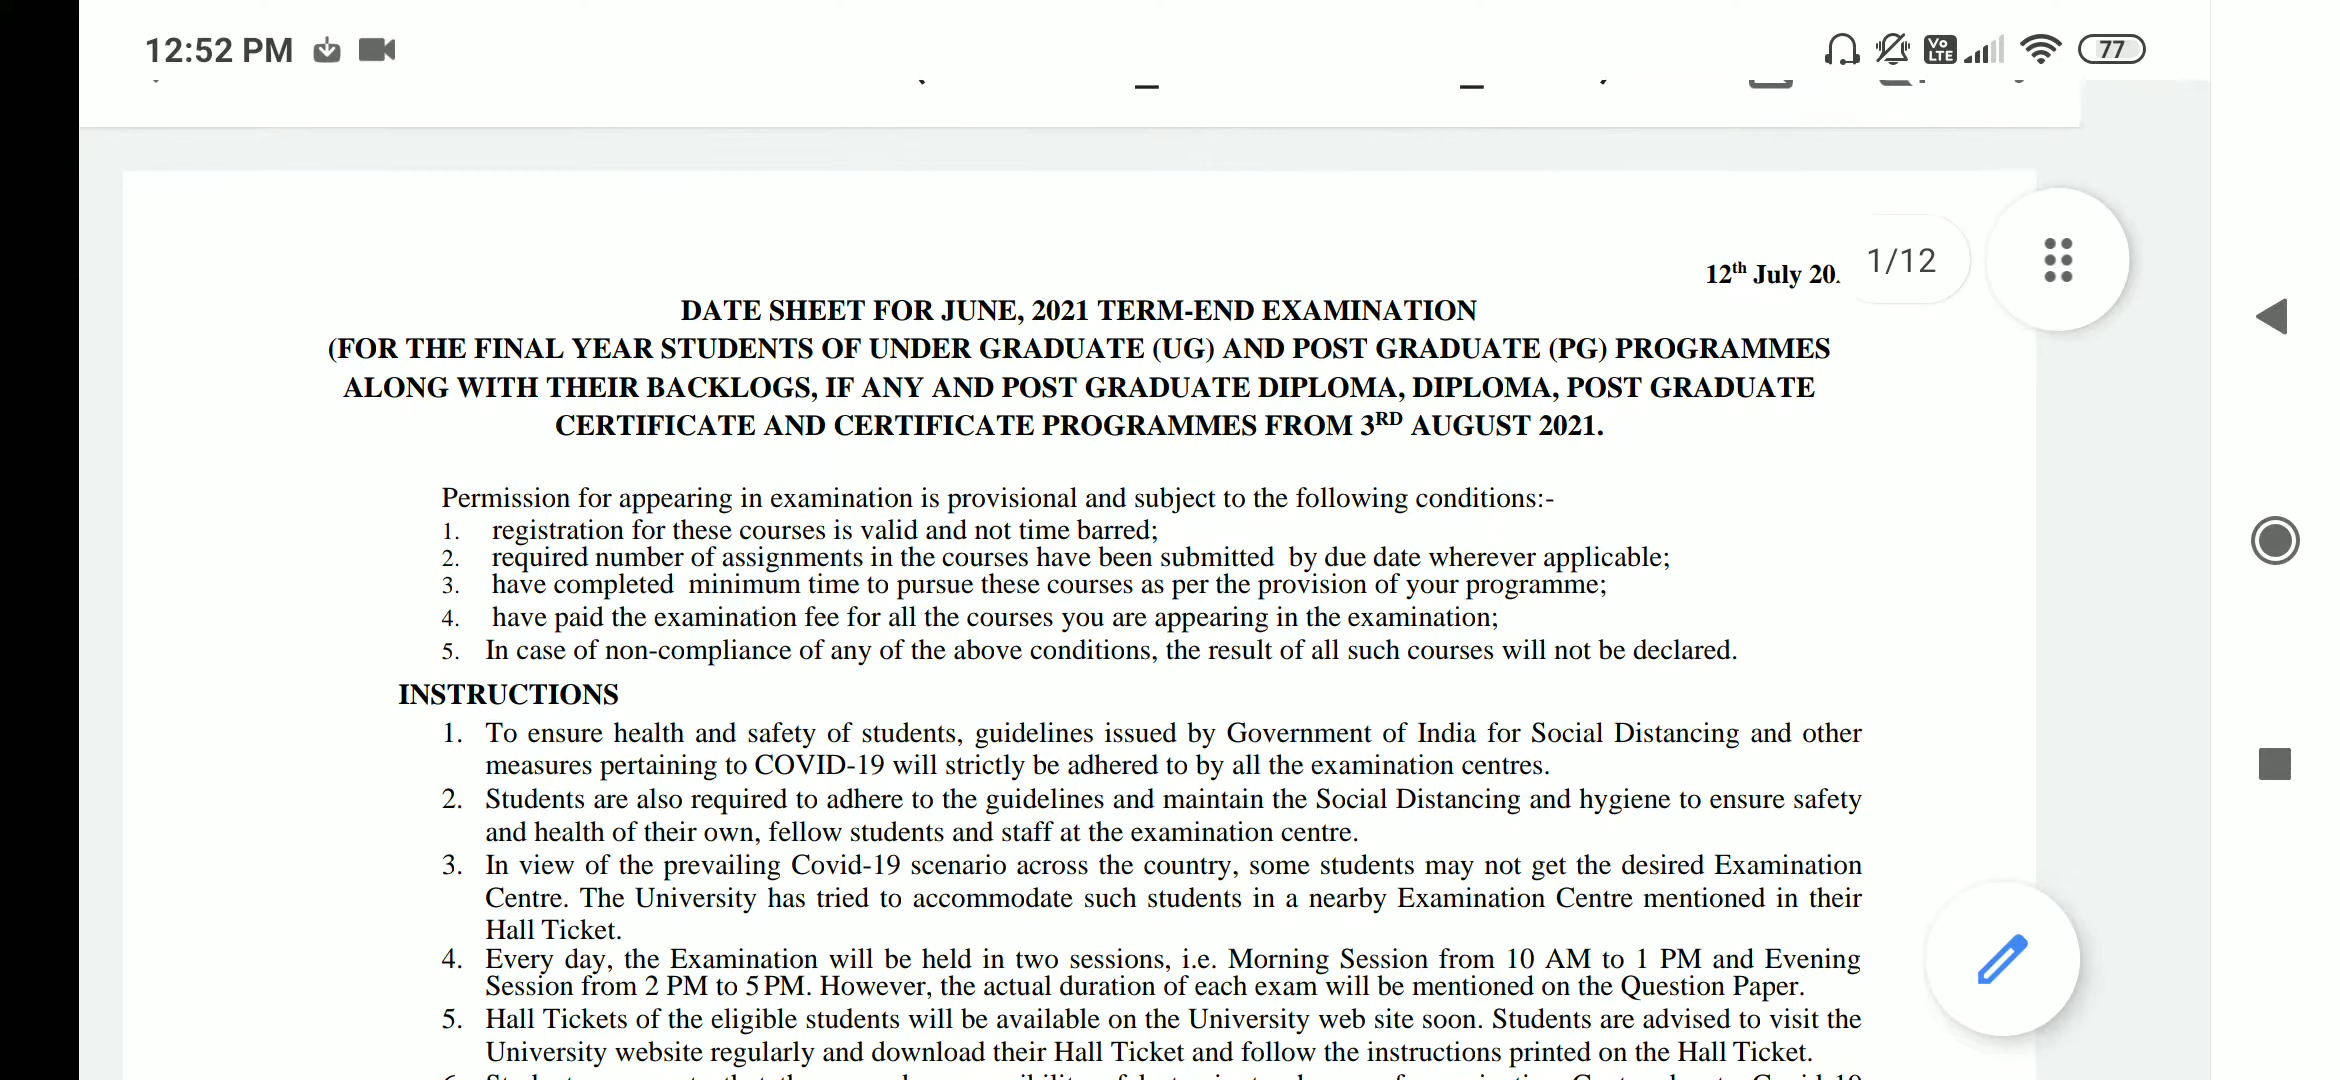 12:52 PM
Vo
LTE
77
1/12
12th July 20
DATE SHEET FOR JUNE, 2021 TERM-END EXAMINATION
(FOR THE FINAL YEAR STUDENTS OF UNDER GRADUATE (UG) AND POST GRADUATE (PG) PROGRAMMES
ALONG WITH THEIR BACKLOGS, IF ANY AND POST GRADUATE DIPLOMA, DIPLOMA, POST GRADUATE
CERTIFICATE AND CERTIFICATE PROGRAMMES FROM 3RD AUGUST 2021.
Permission for appearing in examination is provisional and subject to the following conditions:-
1. registration for these courses is valid and not time barred;
2. required number of assignments in the courses have been submitted by due date wherever applicable;
3. have completed minimum time to pursue these courses as per the provision of your programme;
4. have paid the examination fee for all the courses you are appearing in the examination;
5. In case of non-compliance of any of the above conditions, the result of all such courses will not be declared.
INSTRUCTIONS
1. To ensure health and safety of students, guidelines issued by Government of India for Social Distancing and other
measures pertaining to COVID-19 will strictly be adhered to by all the examination centres.
2. Students are also required to adhere to the guidelines and maintain the Social Distancing and hygiene to ensure safety
and health of their own, fellow students and staff at the examination centre.
3. In view of the prevailing Covid-19 scenario across the country, some students may not get the desired Examination
Centre. The University has tried to accommodate such students in a nearby Examination Centre mentioned in their
Hall Ticket.
4. Every day, the Examination will be held in two sessions, i.e. Morning Session from 10 AM to 1 PM and Evening
Session from 2 PM to 5 PM. However, the actual duration of each exam will be mentioned on the Question Paper.
5. Hall Tickets of the eligible students will be available on the University web site soon. Students are advised to visit the
University website regularly and download their Hall Ticket and follow the instructions printed on the Hall Ticket.